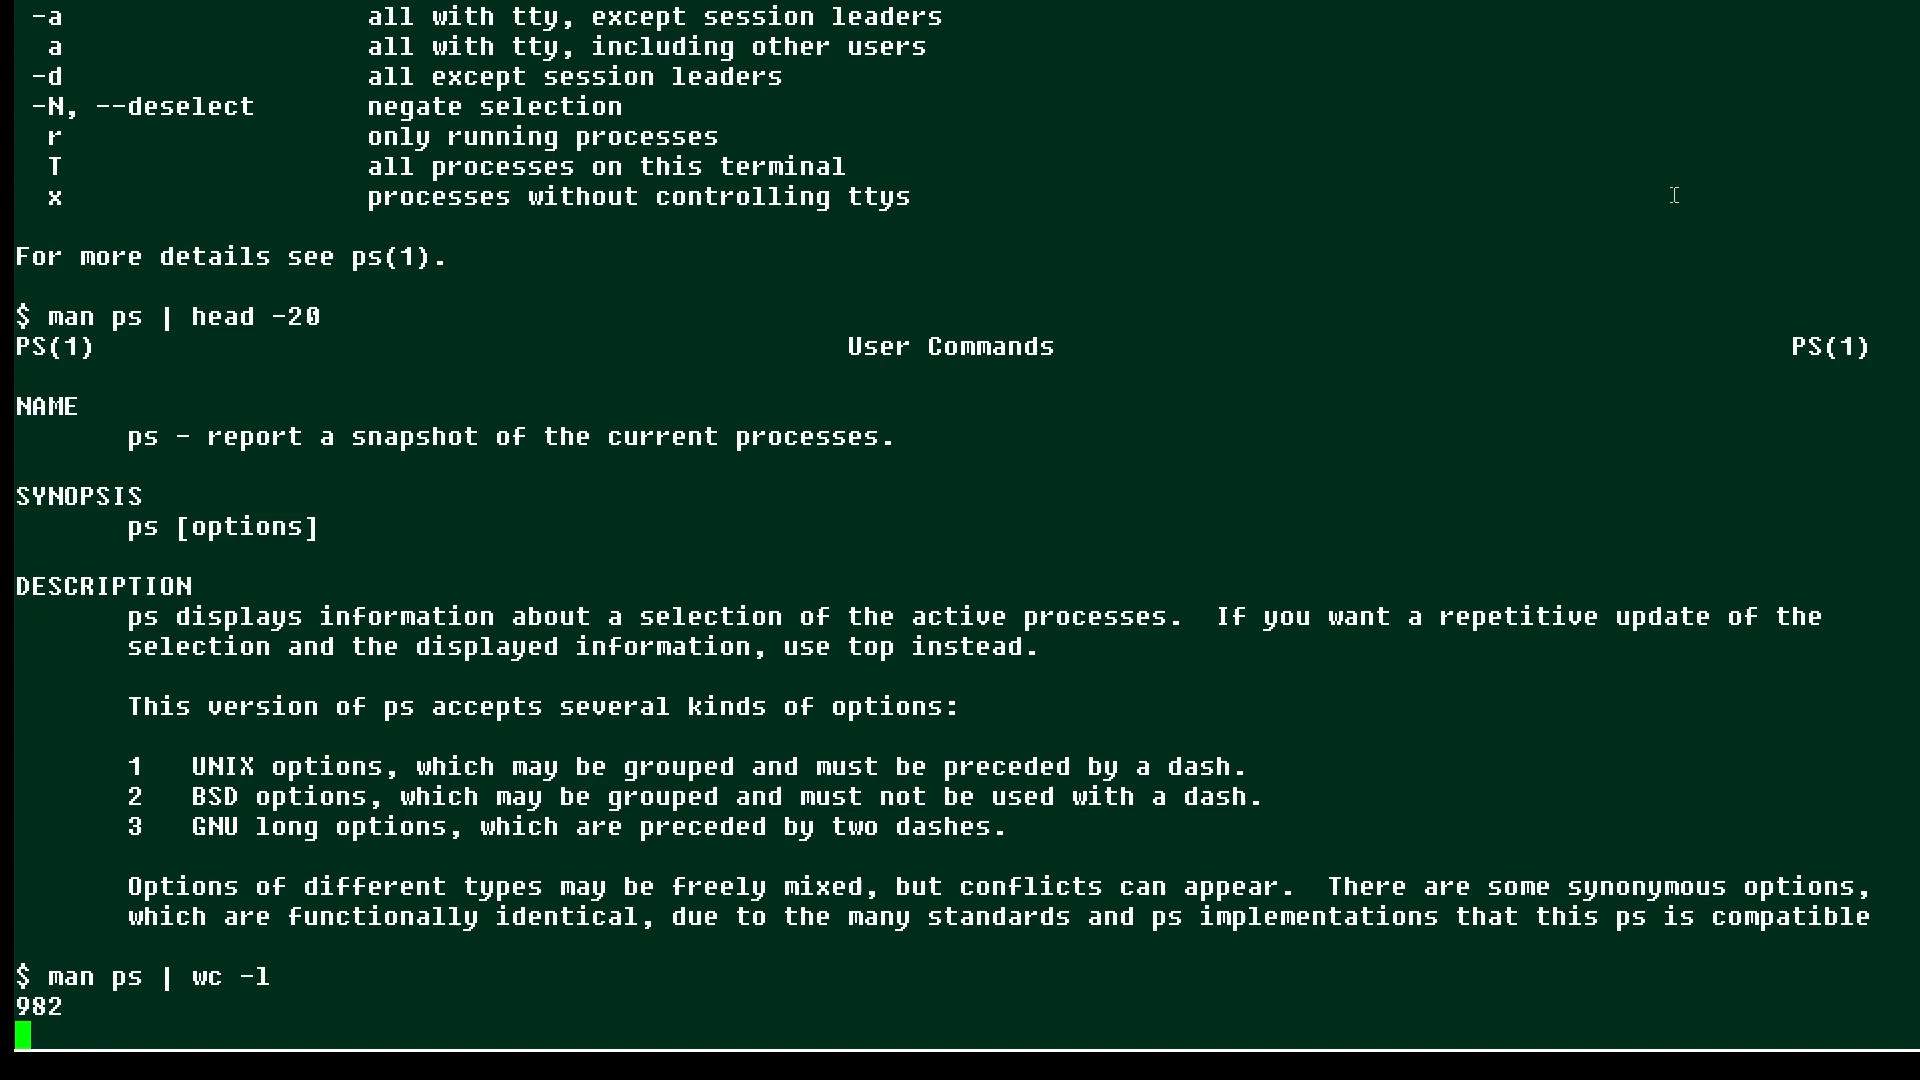 -a                   all with tty, except session leaders
  a                   all with tty, including other users
 -d                   all except session leaders
 -N, --deselect       negate selection
  r                   only running processes
  T                   all processes on this terminal
  x                   processes without controlling ttys
For more details see ps(1).
$ man ps | head -20
PS(1)                                               User Commands                                              PS(1)
NAME
       ps - report a snapshot of the current processes.
SYNOPSIS
       ps [options]
DESCRIPTION
       ps displays information about a selection of the active processes.  If you want a repetitive update of the
       selection and the displayed information, use top instead.
       This version of ps accepts several kinds of options:
       1   UNIX options, which may be grouped and must be preceded by a dash.
       2   BSD options, which may be grouped and must not be used with a dash.
       3   GNU long options, which are preceded by two dashes.
       Options of different types may be freely mixed, but conflicts can appear.  There are some synonymous options,
       which are functionally identical, due to the many standards and ps implementations that this ps is compatible
$ man ps | wc -l
982